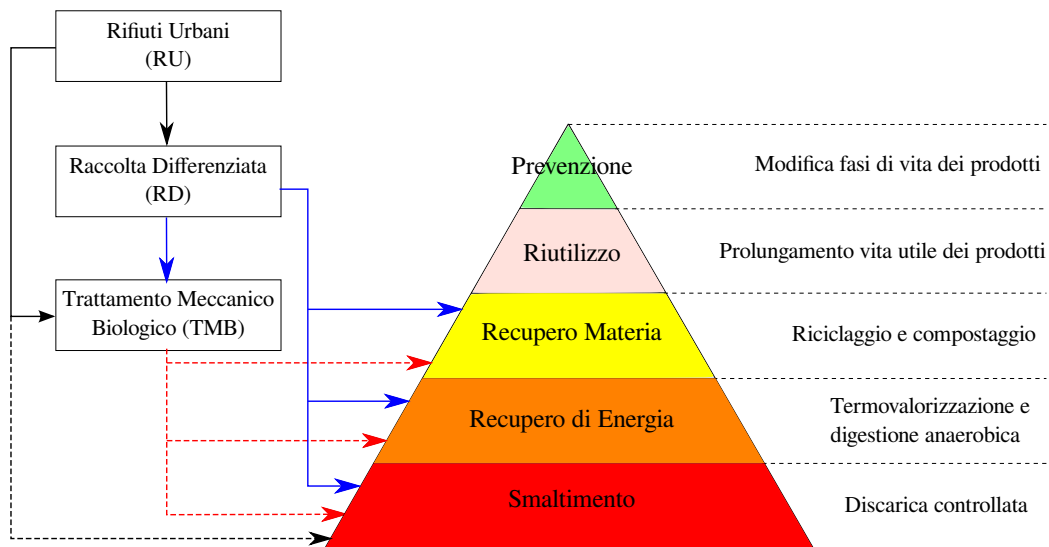 Rifiuti Urbani
(RU)
Raccolta Differenziata
(RD)
Trattamento Meccanico
Biologico (TMB)
Prevenzione
Riutilizzo
Recupero Materia
Recupero di Energia
Smaltimento
Modifica fasi di vita dei prodotti
Prolungamento vita utile dei prodotti
Riciclaggio e compostaggio
Termovalorizzazione e
digestione anaerobica
Discarica controllata